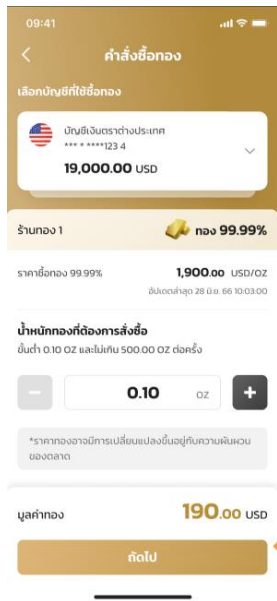 09:41
คำสั่งซื้อทอง
เลือกบัญชีที่ใช้ซื้อทอง
บัญชีเงินตราต่างประเทศ
*** * ****123 4
19,000.00 USD
ร้านทอง 1
ทอง 99.99%
ราคาซื้อทอง 99.99%
1,900.00 USD/OZ
อัปเดตล่าสุด 28 มิ.ย. 66 10:03:00
น้ำหนักทองที่ต้องการสั่งซื้อ
ขั้นต่ำ 0.10 OZ และไม่เกิน 500.00 OZ ต่อครั้ง
0.10 OZ
*ราคาทองอาจมีการเปลี่ยนแปลงขึ้นอยู่กับความผันผวน
ของตลาด
มูลค่าทอง
190.00 USD
ถัดไป